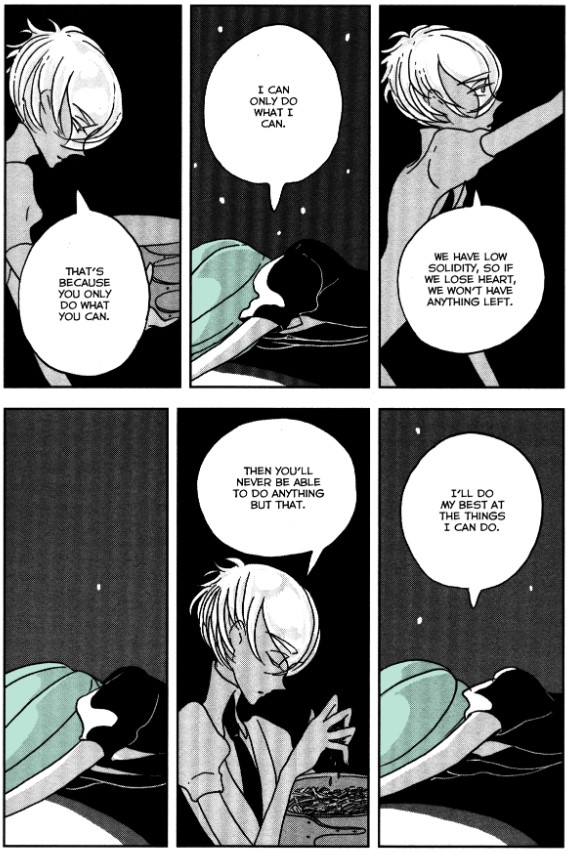 WE HAVE LOW
SOLIDITY, SO IF
WE LOSE HEART,
WE WON'T HAVE
ANYTHING LEFT.
I CAN
ONLY DO
WHAT I
CAN.
THAT'S
BECAUSE
YOU ONLY
DO WHAT
YOU CAN.
I'LL DO
MY BEST AT
THE THINGS
I CAN DO.
THEN YOU'LL
NEVER BE ABLE
TO DO ANYTHING
BUT THAT.